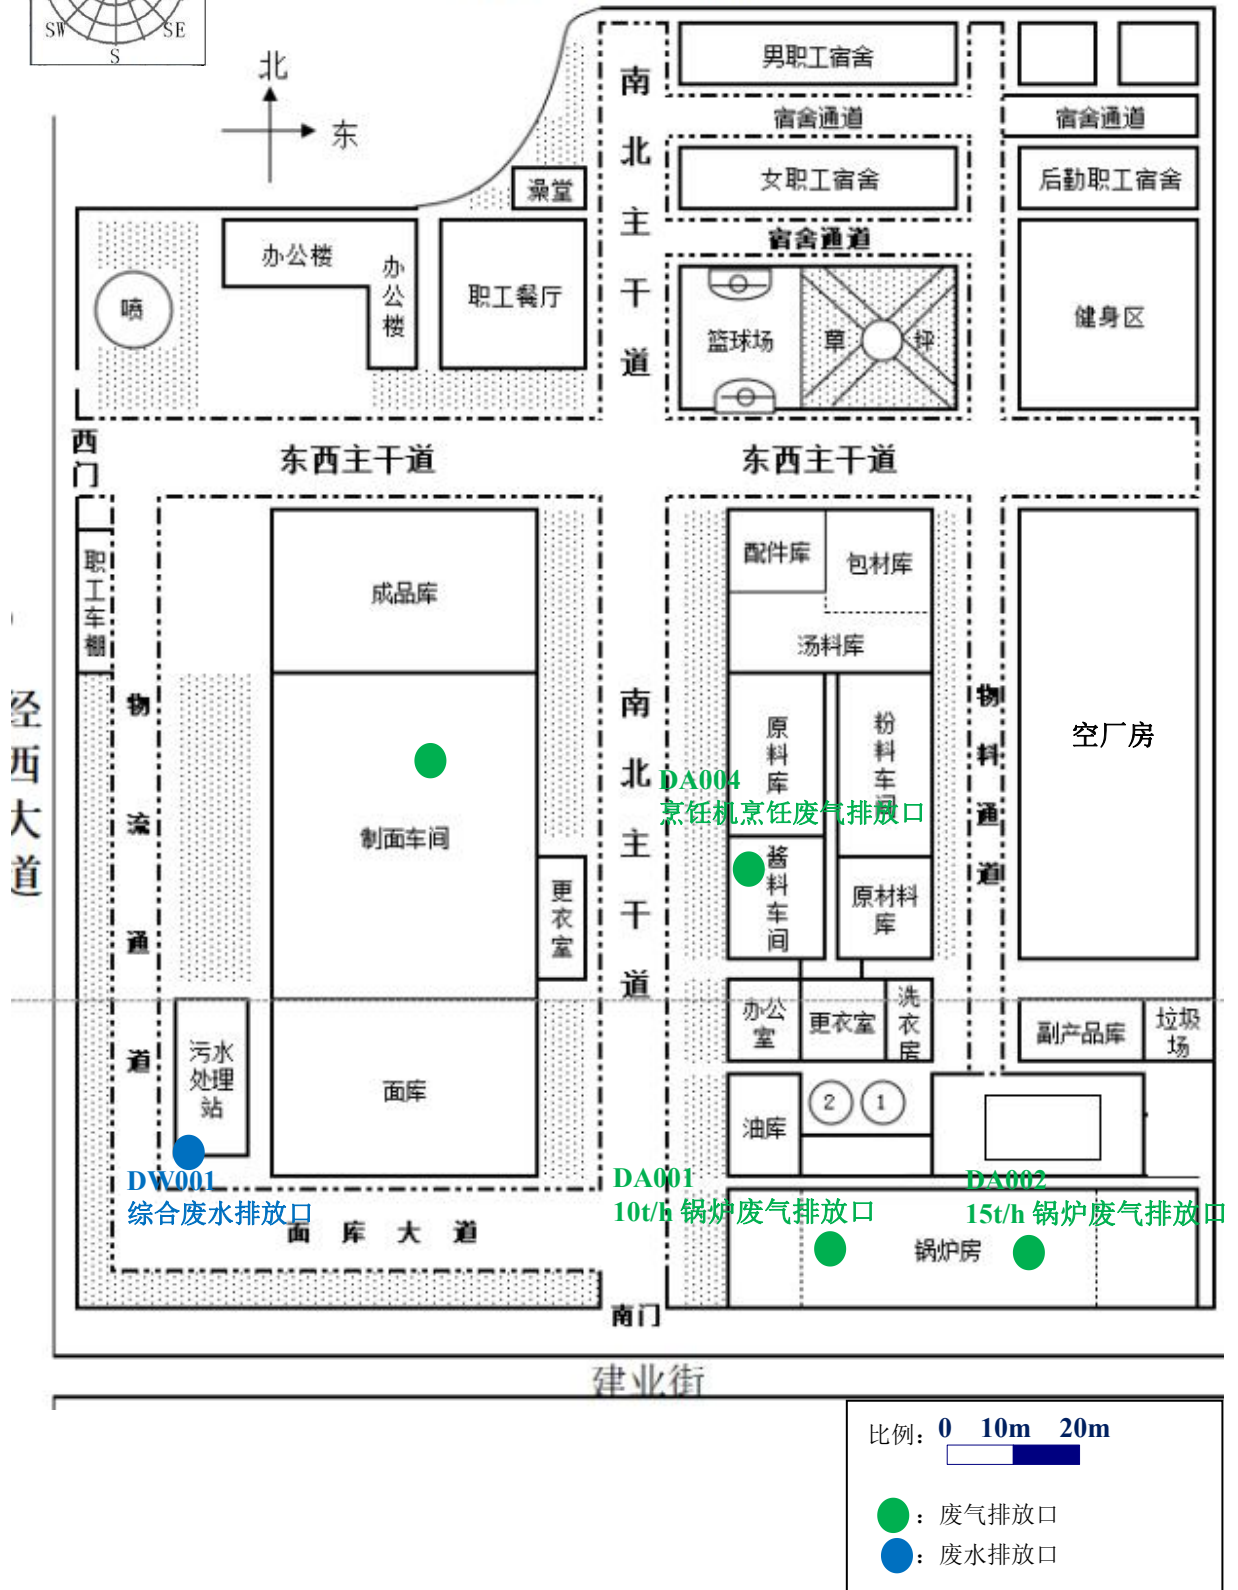 SW
SE
S
北
东
南北主干道
男职工宿舍
宿舍通道
宿舍通道
女职工宿舍
后勤职工宿舍
澡堂
宿舍通道
办公楼
办公楼
职工餐厅
喷
篮球场
草
坪
健身区
西门
东西主干道
东西主干道
职工车棚
成品库
配件库
包材库
汤料库
经西大道
物流通道
南北主干道
原料库
粉料车间
物料通道
空厂房
DA004
烹饪机烹饪废气排放口
制面车间
更衣室
酱料车间
原材料库
办公室
更衣室
洗衣房
副产品库
垃圾场
污水处理站
面库
油库
2
1
DW001
综合废水排放口
DA001
10t/h 锅炉废气排放口
DA002
15t/h 锅炉废气排放口
面库大道
锅炉房
南门
建业街
比例：0 10m 20m
：废气排放口
：废水排放口